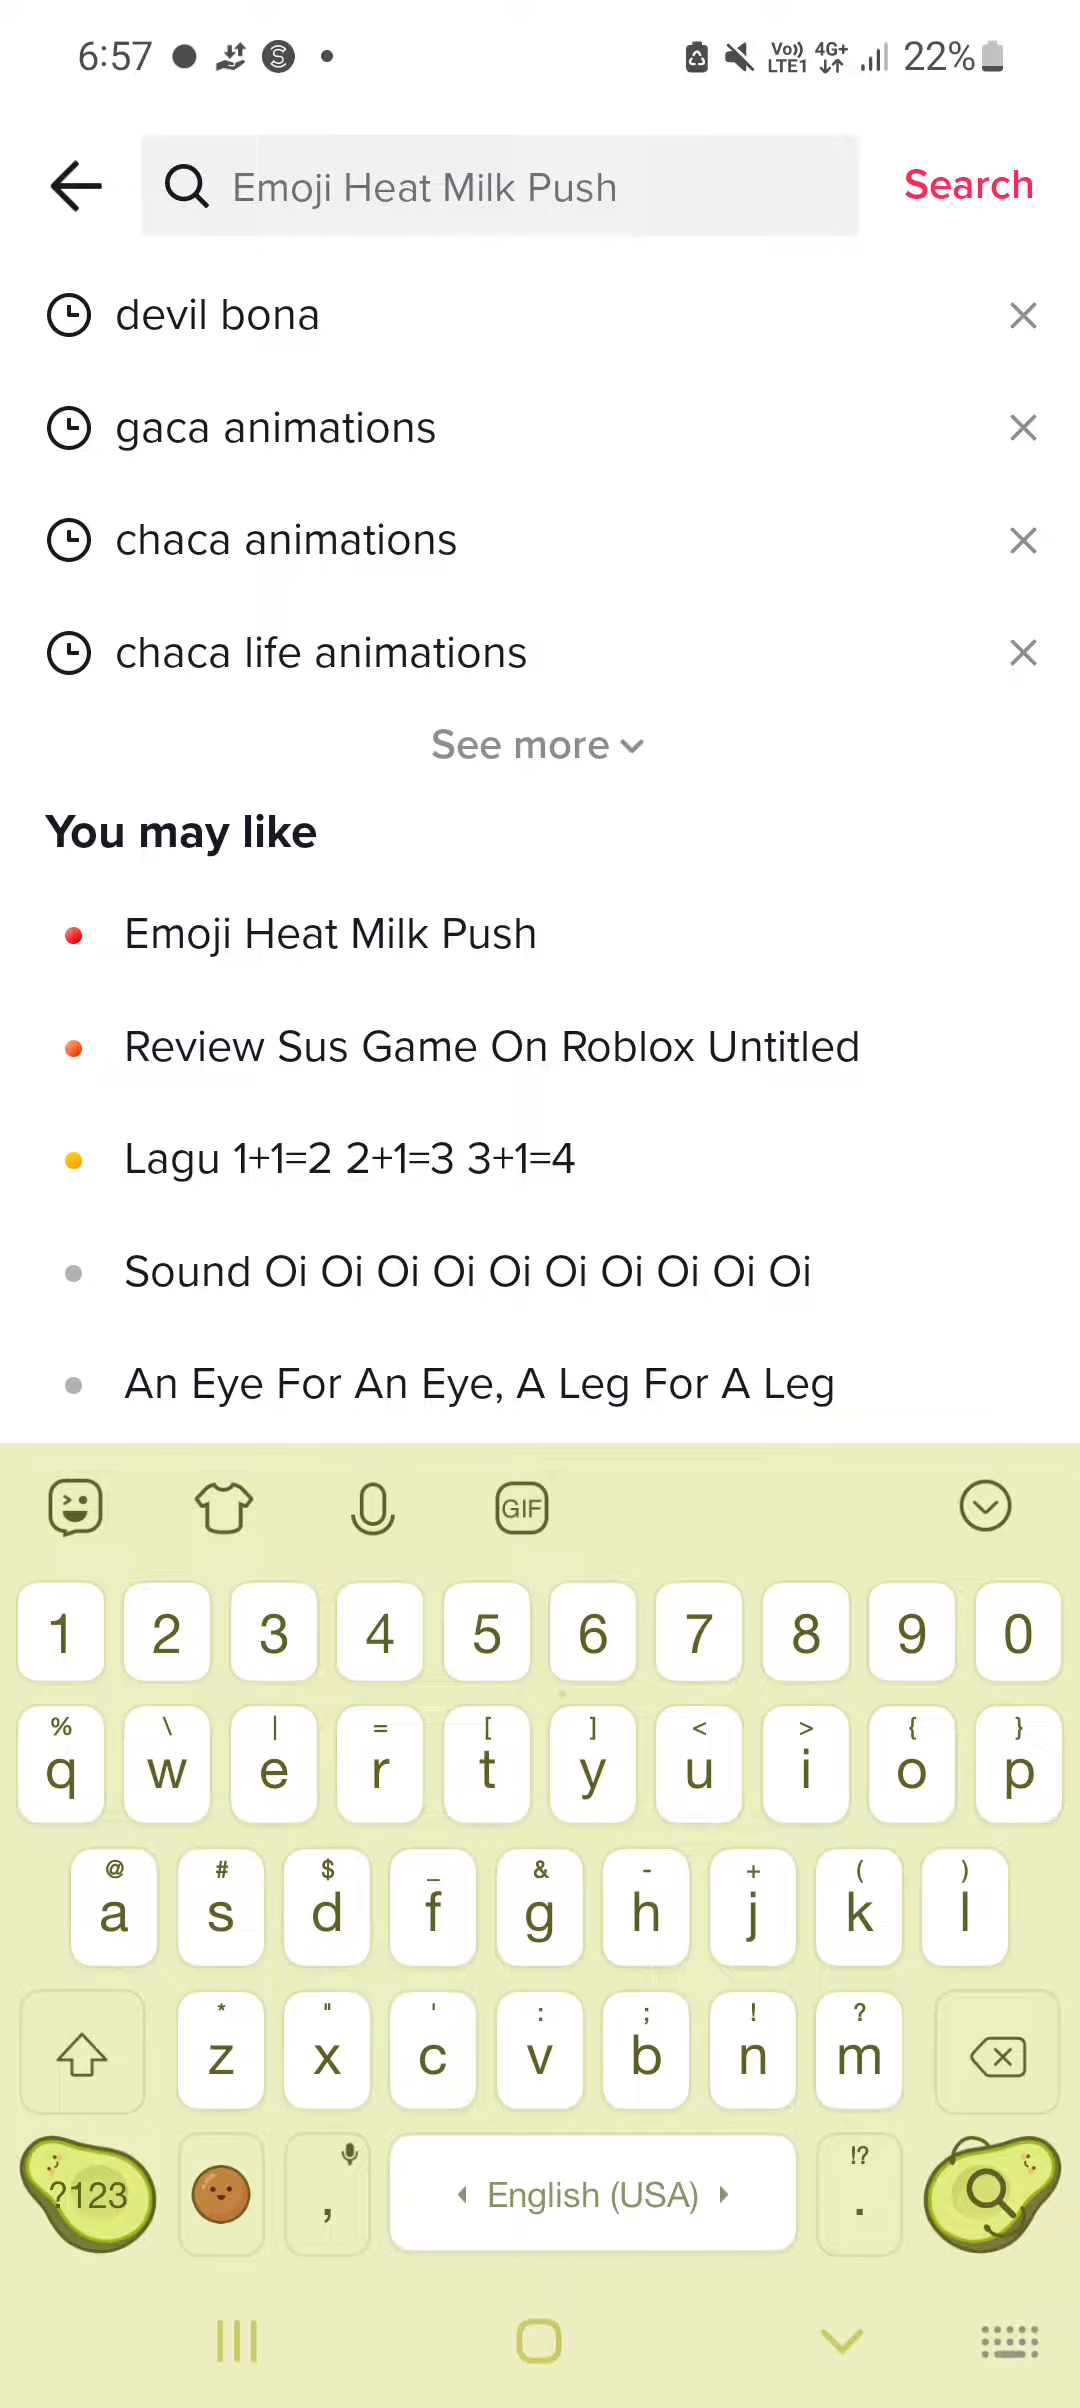 6:57
Vo)) LTE1 4G+ 22%
Emoji Heat Milk Push
Search
devil bona
gaca animations
chaca animations
chaca life animations
See more
You may like
Emoji Heat Milk Push
Review Sus Game On Roblox Untitled
Lagu 1+1=2 2+1=3 3+1=4
Sound Oi Oi Oi Oi Oi Oi Oi Oi Oi Oi
An Eye For An Eye, A Leg For A Leg
GIF
1 2 3 4 5 6 7 8 9 0
% \ | = [ ] < > { }
q w e r t y u i o p
@ # $ _ & - + ( )
a s d f g h j k l
* " ' : ; ! ?
z x c v b n m
!?
?123 , English (USA) .